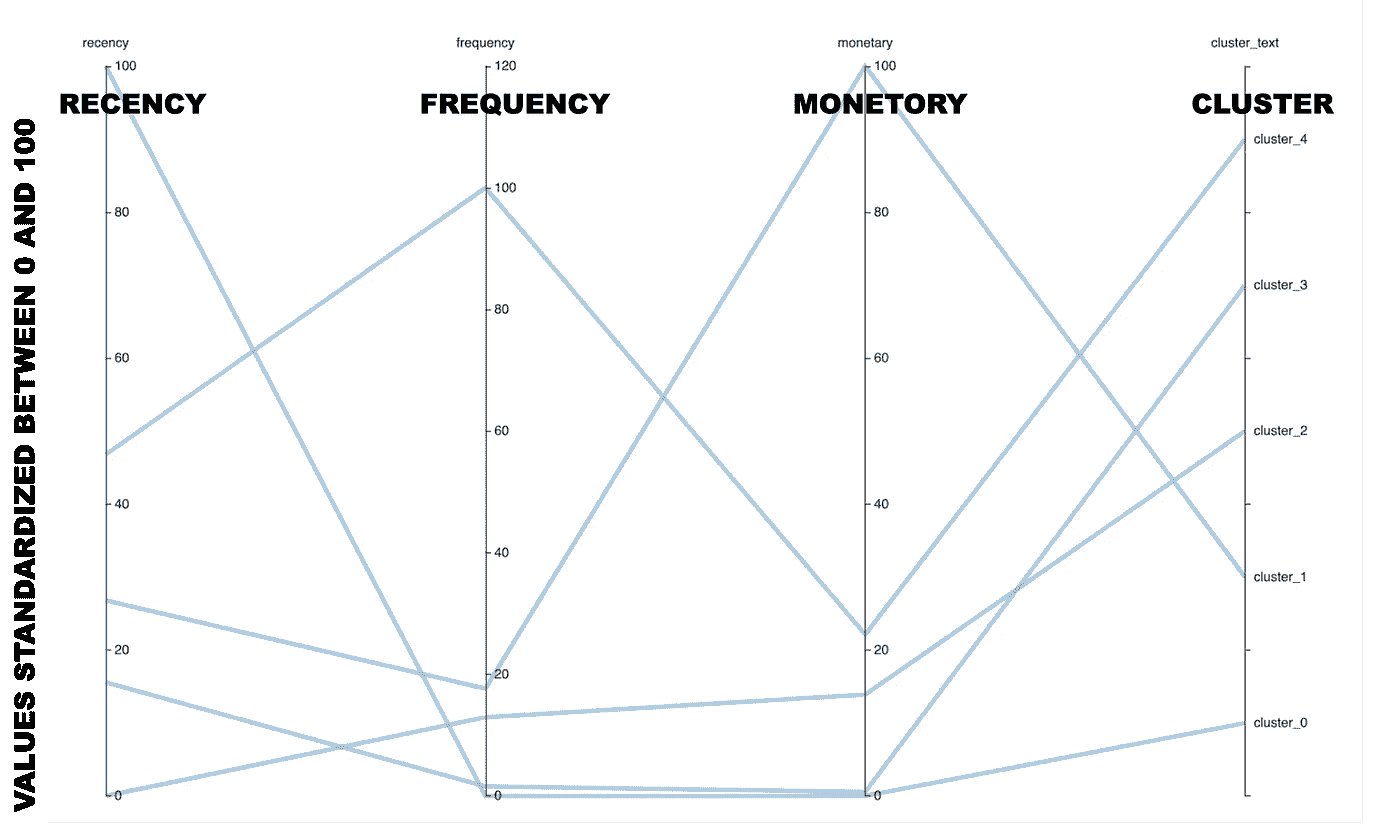 recency frequency monetary cluster_text
100 120 100
RECENCY FREQUENCY MONETORY CLUSTER
cluster_4
100
80 80
cluster_3
80
60 60
60 cluster_2
40 40
40
cluster_1
20 20
20
cluster_0
0 0 0
VALUES STANDARDIZED BETWEEN 0 AND 100